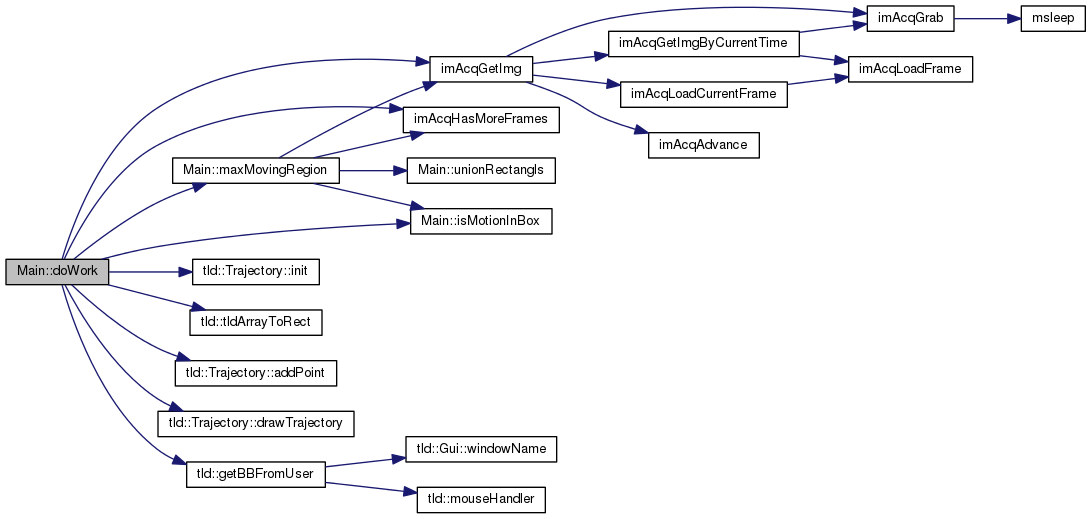 imAcqGrab
msleep
imAcqGetImgByCurrentTime
imAcqGetImg
imAcqLoadFrame
imAcqLoadCurrentFrame
imAcqHasMoreFrames
imAcqAdvance
Main::maxMovingRegion
Main::unionRectangls
Main::isMotionInBox
Main::doWork
tld::Trajectory::init
tld::tldArrayToRect
tld::Trajectory::addPoint
tld::Trajectory::drawTrajectory
tld::Gui::windowName
tld::getBBFromUser
tld::mouseHandler